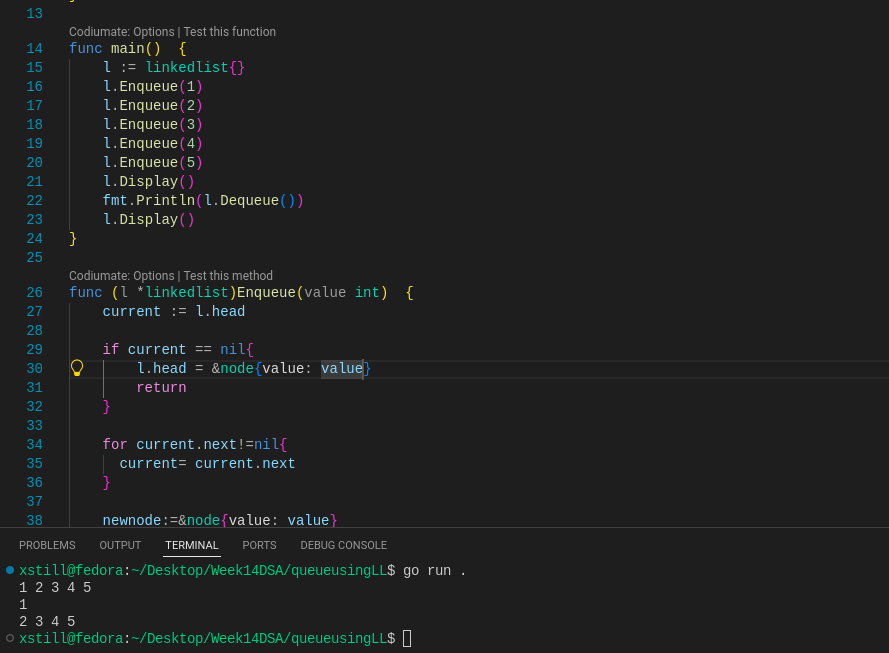 13
Codiumate: Options | Test this function
14 func main()  {
15     l := linkedlist{}
16     l.Enqueue(1)
17     l.Enqueue(2)
18     l.Enqueue(3)
19     l.Enqueue(4)
20     l.Enqueue(5)
21     l.Display()
22     fmt.Println(l.Dequeue())
23     l.Display()
24 }
25
Codiumate: Options | Test this method
26 func (l *linkedlist)Enqueue(value int)  {
27     current := l.head
28
29     if current == nil{
30         l.head = &node{value: value}
31         return
32     }
33
34     for current.next!=nil{
35       current= current.next
36     }
37
38     newnode:=&node{value: value}
PROBLEMS OUTPUT TERMINAL PORTS DEBUG CONSOLE
xstill@fedora:~/Desktop/Week14DSA/queueusingLL$ go run .
1 2 3 4 5
1
2 3 4 5
xstill@fedora:~/Desktop/Week14DSA/queueusingLL$